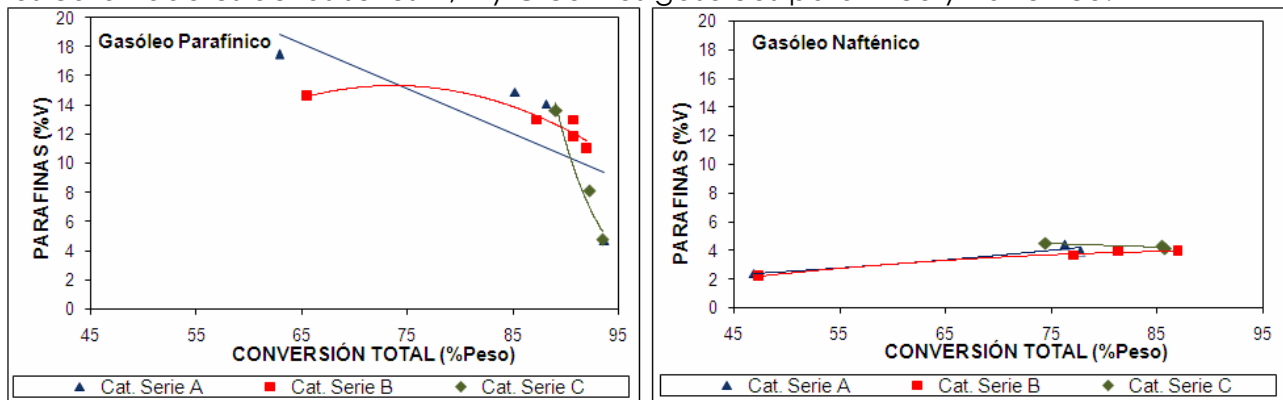 20
18
16
14
12
10
8
6
4
2
0
PARAFINAS (%V)
Gasóleo Parafínico
45 55 65 75 85 95
CONVERSIÓN TOTAL (%Peso)
Cat. Serie A Cat. Serie B Cat. Serie C
20
18
16
14
12
10
8
6
4
2
0
PARAFINAS (%V)
Gasóleo Nafténico
45 55 65 75 85 95
CONVERSIÓN TOTAL (%Peso)
Cat. Serie A Cat. Serie B Cat. Serie C